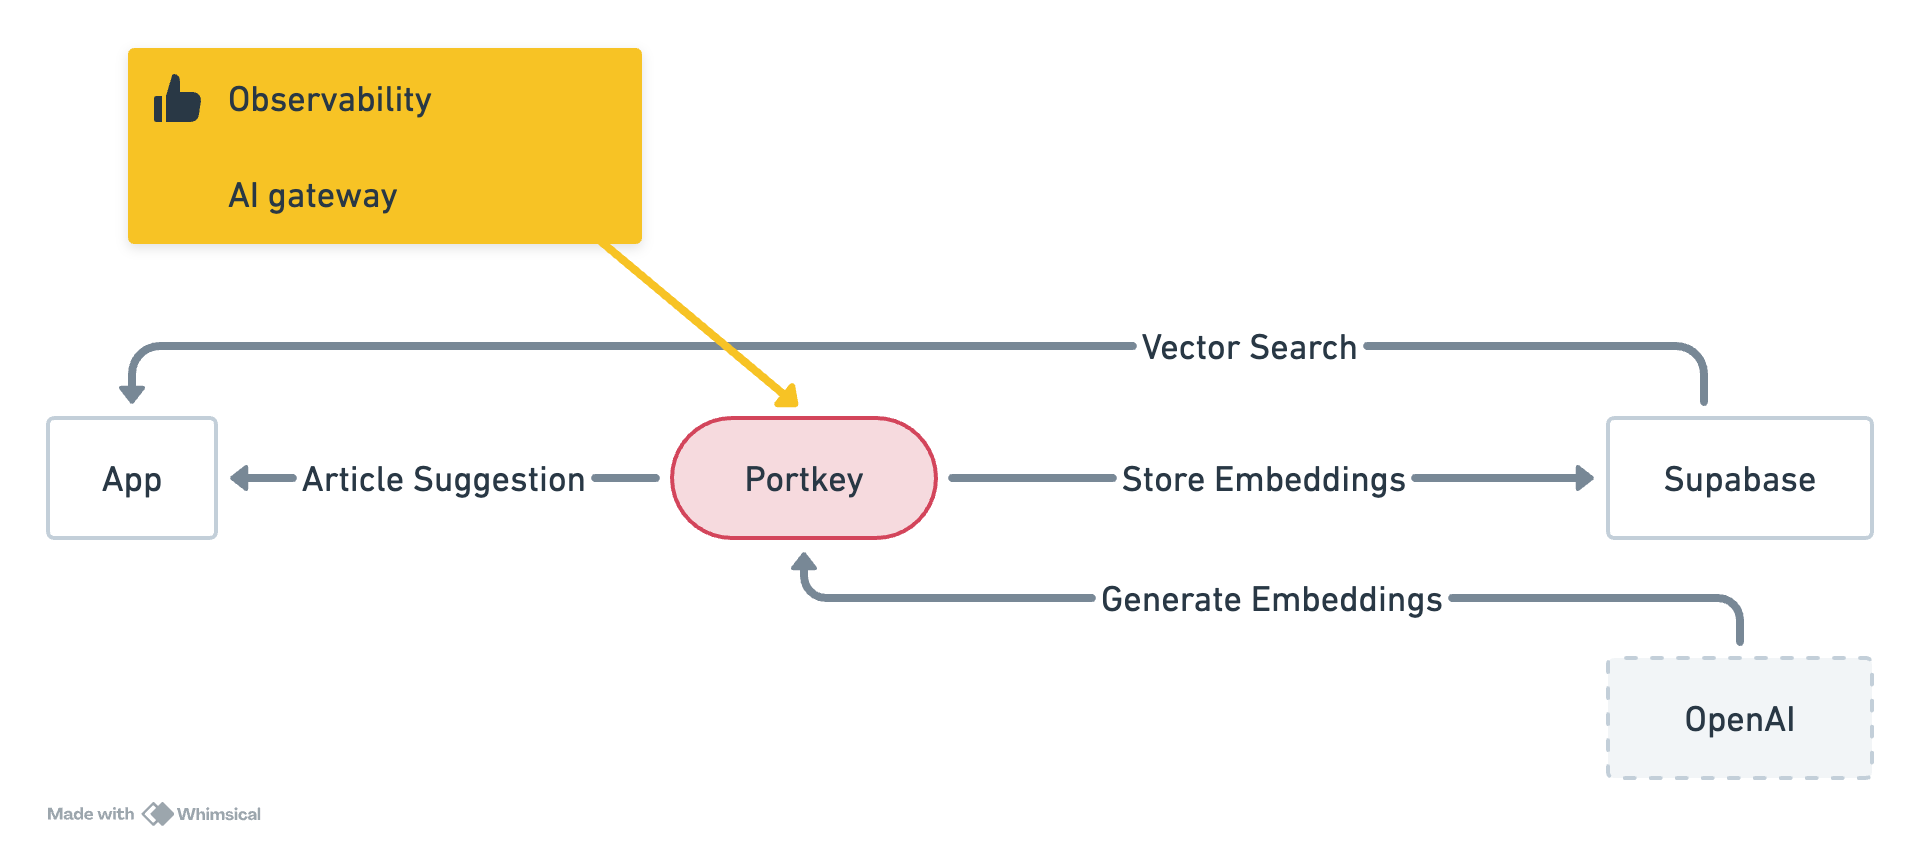 Observability
AI gateway
Vector Search
App
Article Suggestion
Portkey
Store Embeddings
Supabase
Generate Embeddings
OpenAI
Made with Whimsical